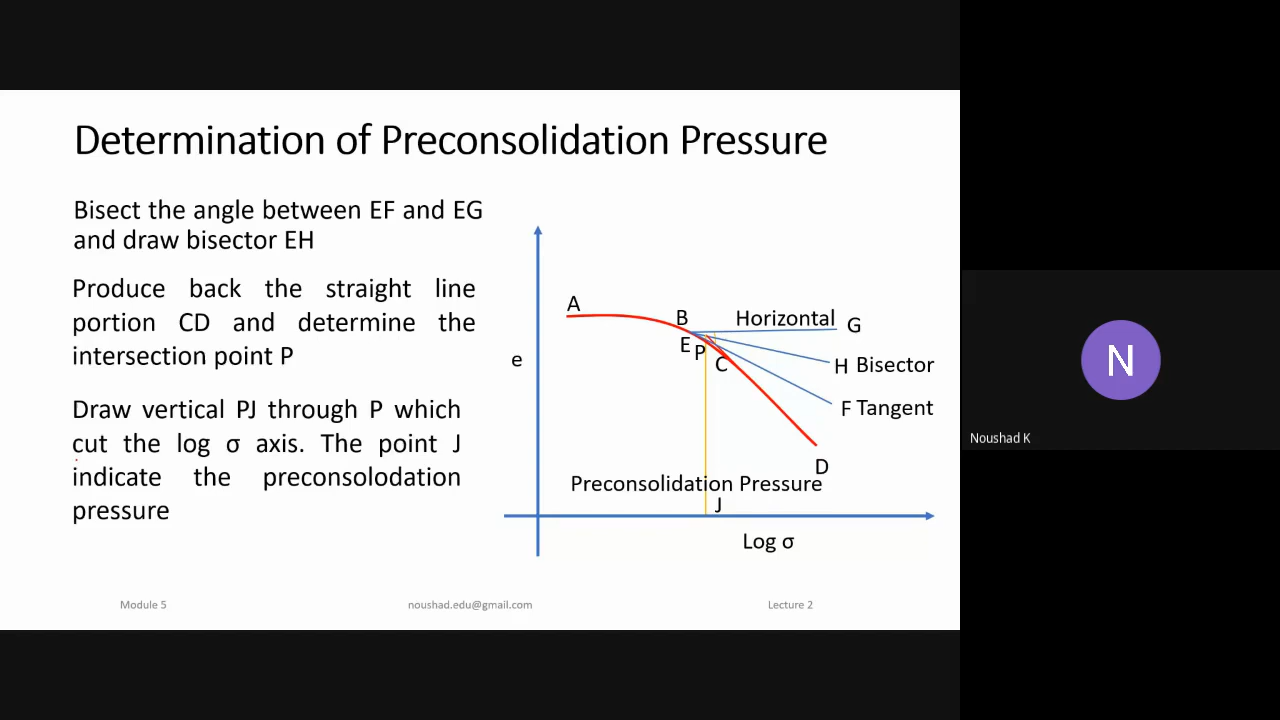 Determination of Preconsolidation Pressure
Bisect the angle between EF and EG
and draw bisector EH
Produce back the straight line
portion CD and determine the
intersection point P
Draw vertical PJ through P which
cut the log σ axis. The point J
indicate the preconsolodation
pressure
A
B
Horizontal
G
E
P
C
H Bisector
e
F Tangent
D
Preconsolidation Pressure
J
Log σ
Module 5
noushad.edu@gmail.com
Lecture 2
N
Noushad K